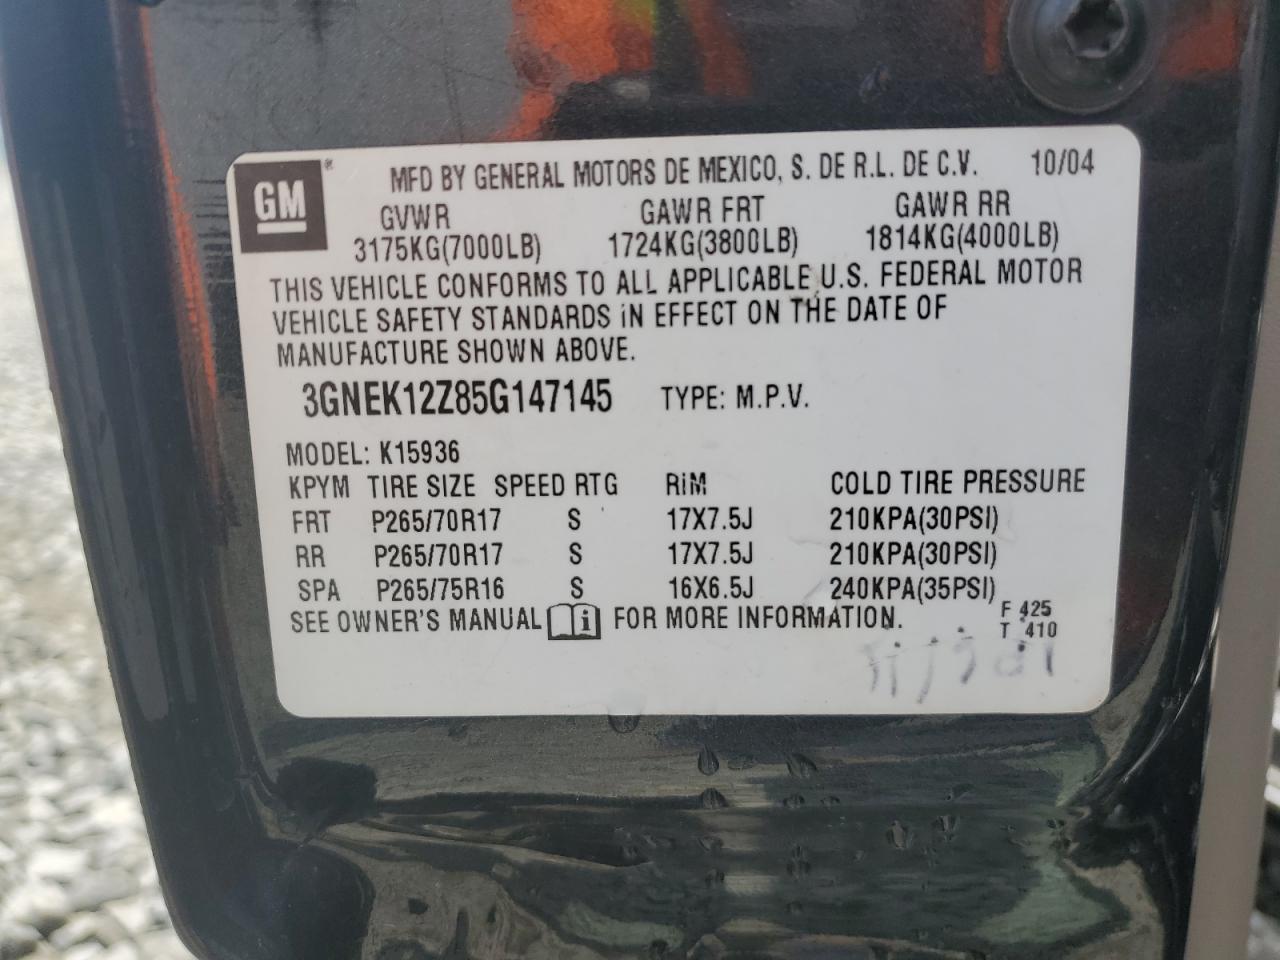 GM ® MFD BY GENERAL MOTORS DE MEXICO, S. DE R.L. DE C.V. 10/04
GVWR GAWR FRT GAWR RR
3175KG(7000LB) 1724KG(3800LB) 1814KG(4000LB)
THIS VEHICLE CONFORMS TO ALL APPLICABLE U.S. FEDERAL MOTOR
VEHICLE SAFETY STANDARDS iN EFFECT ON THE DATE OF
MANUFACTURE SHOWN ABOVE.
3GNEK12Z85G147145 TYPE: M.P.V.
MODEL: K15936
KPYM TIRE SIZE SPEED RTG RiM COLD TIRE PRESSURE
FRT P265/70R17 S 17X7.5J 210KPA(30PSI)
RR P265/70R17 S 17X7.5J 210KPA(30PSI)
SPA P265/75R16 S 16X6.5J 240KPA(35PSI)
SEE OWNER'S MANUAL i FOR MORE INFORMATION.
F 425
T 410